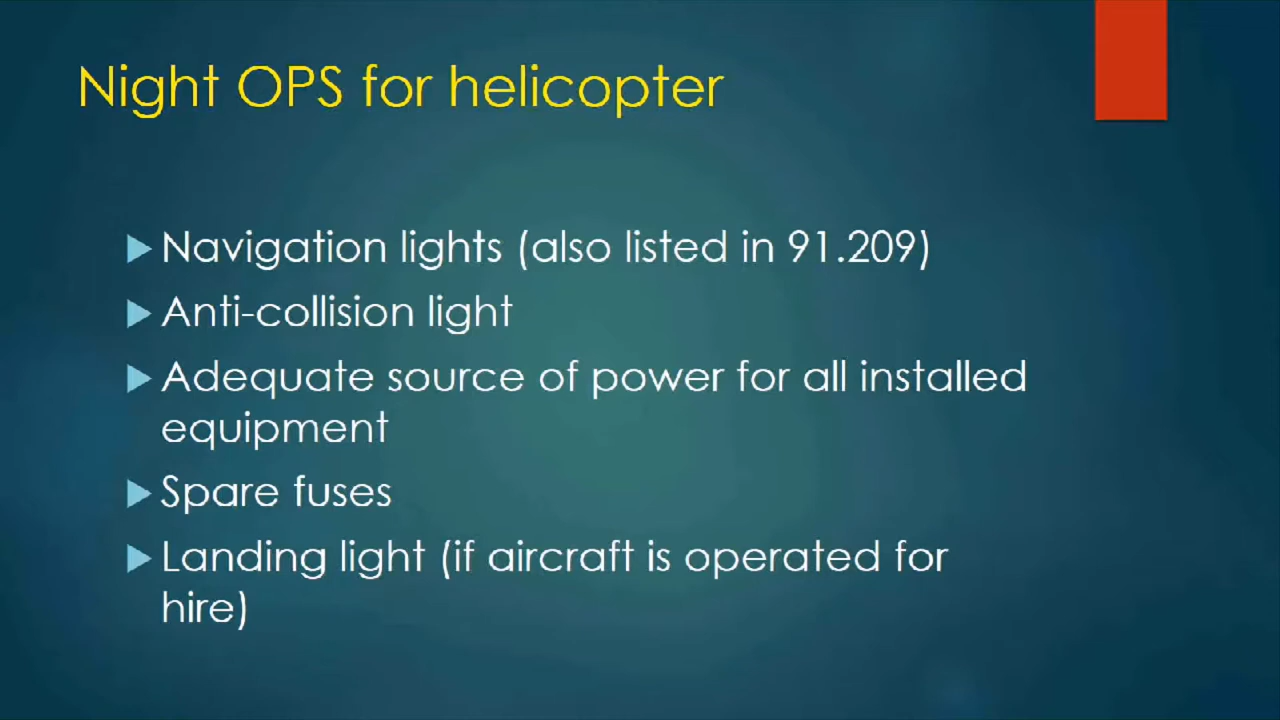 Night OPS for helicopter
Navigation lights (also listed in 91.209)
Anti-collision light
Adequate source of power for all installed
equipment
Spare fuses
Landing light (if aircraft is operated for
hire)